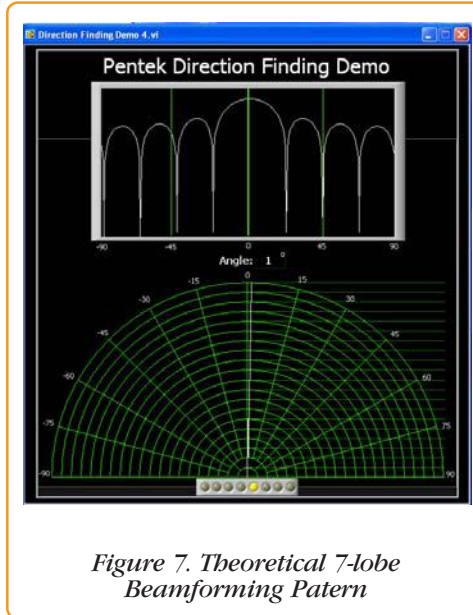 Direction Finding Demo 4.vi
Pentek Direction Finding Demo
-90 -45 0 45 90
Angle: 1 °
0
-15 15
-30 30
-45 45
-60 60
-75 75
-90 90
Figure 7. Theoretical 7-lobe
Beamforming Patern